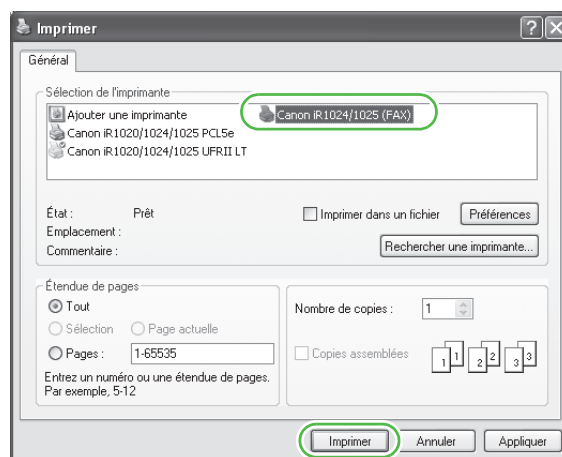 Imprimer
Général
Sélection de l'imprimante
Ajouter une imprimante
Canon iR1024/1025 (FAX)
Canon iR1020/1024/1025 PCL5e
Canon iR1020/1024/1025 UFRII LT
État : Prêt
Imprimer dans un fichier
Préférences
Emplacement :
Commentaire :
Rechercher une imprimante...
Étendue de pages
Tout
Sélection Page actuelle
Pages : 1-65535
Entrez un numéro ou une étendue de pages.
Par exemple, 5-12
Nombre de copies : 1
Copies assemblées
1 1 2 2 3 3
Imprimer Annuler Appliquer